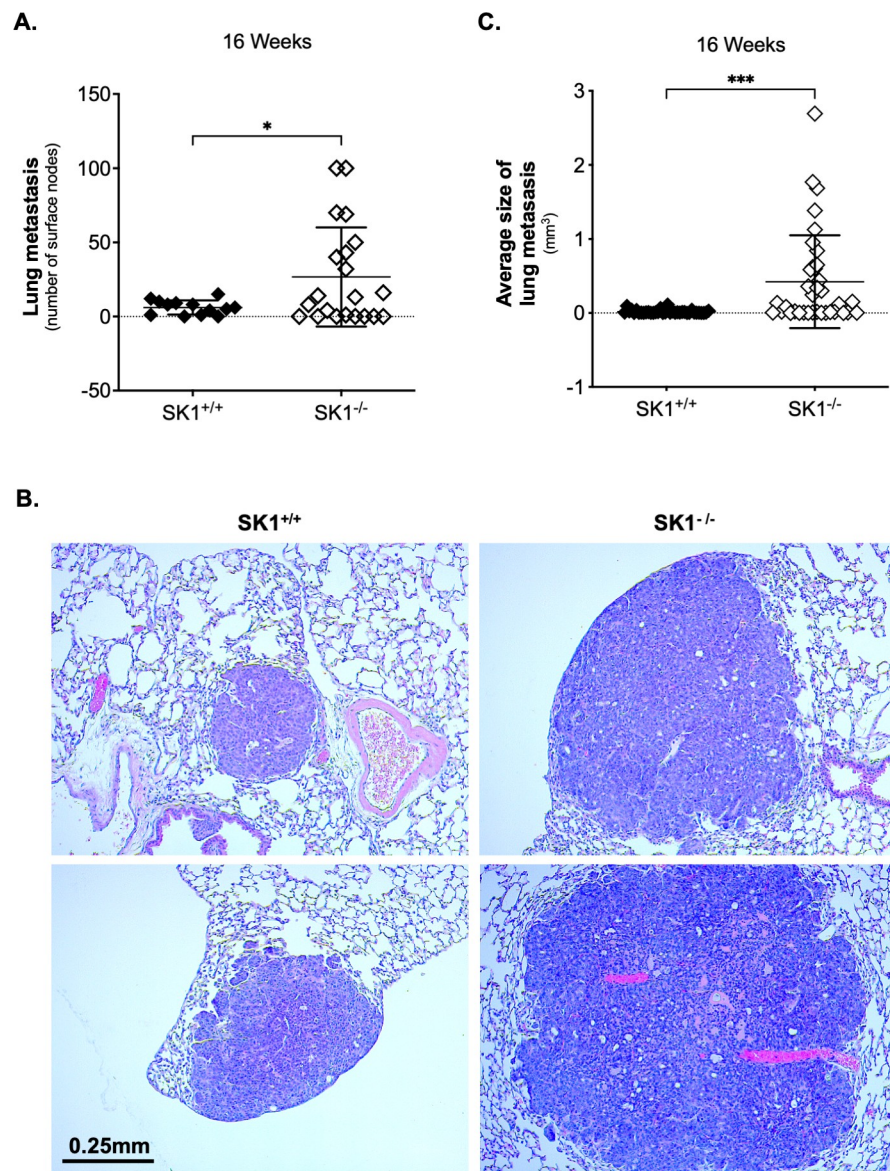 A.
16 Weeks
Lung metastasis
(number of surface nodes)
150
100
50
0
-50
*
SK1+/+
SK1-/-
C.
16 Weeks
Average size of
lung metasasis
(mm3)
3
2
1
0
-1
***
SK1+/+
SK1-/-
B.
SK1+/+
SK1-/-
0.25mm